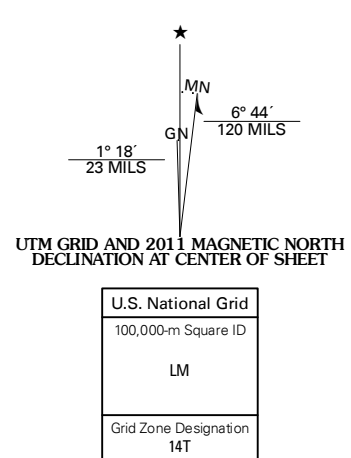 ★
MN
6° 44´
120 MILS
GN
1° 18´
23 MILS
UTM GRID AND 2011 MAGNETIC NORTH
DECLINATION AT CENTER OF SHEET
U.S. National Grid
100,000-m Square ID
LM
Grid Zone Designation
14T